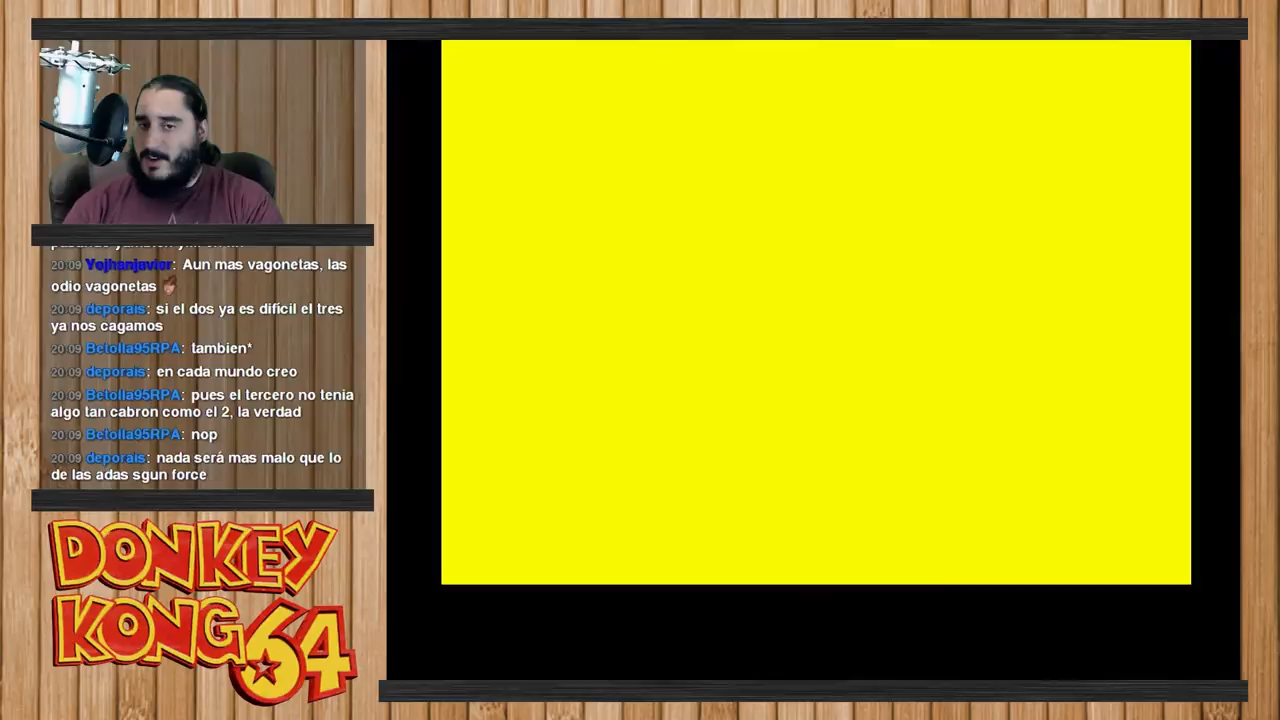 20:09 Yojhanjavier: Aun mas vagonetas, las
odio vagonetas
20:09 deporais: si el dos ya es difícil el tres
ya nos cagamos
20:09 Betolla95RPA: tambien*
20:09 deporais: en cada mundo creo
20:09 Betolla95RPA: pues el tercero no tenia
algo tan cabron como el 2, la verdad
20:09 Betolla95RPA: nop
20:09 deporais: nada será mas malo que lo
de las adas sgun force
DONKEY
KONG 64